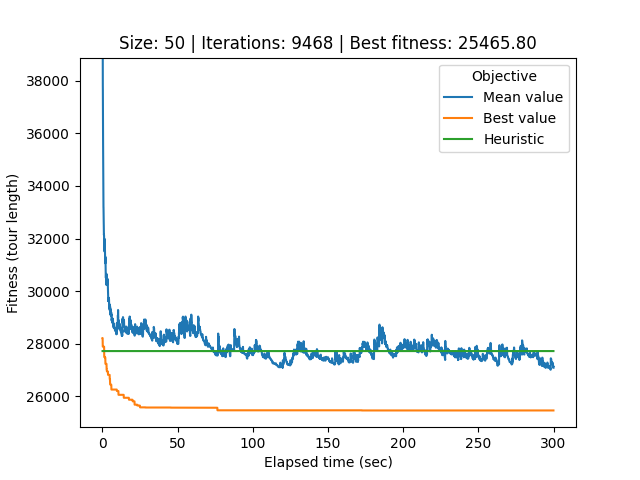 Size: 50 | Iterations: 9468 | Best fitness: 25465.80
Objective
Mean value
Best value
Heuristic
Fitness (tour length)
38000
36000
34000
32000
30000
28000
26000
0 50 100 150 200 250 300
Elapsed time (sec)